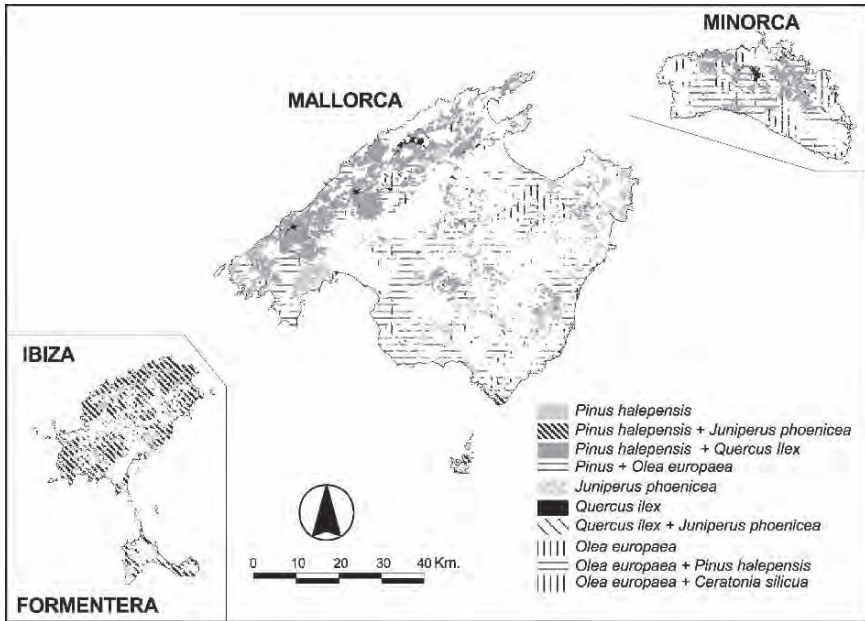 MINORCA
MALLORCA
IBIZA
FORMENTERA
Pinus halepensis
Pinus halepensis + Juniperus phoenicea
Pinus halepensis + Quercus Ilex
Pinus + Olea europaea
Juniperus phoenicea
Quercus ilex
Quercus ilex + Juniperus phoenicea
Olea europaea
Olea europaea + Pinus halepensis
Olea europaea + Ceratonia silicua
0 10 20 30 40 Km.